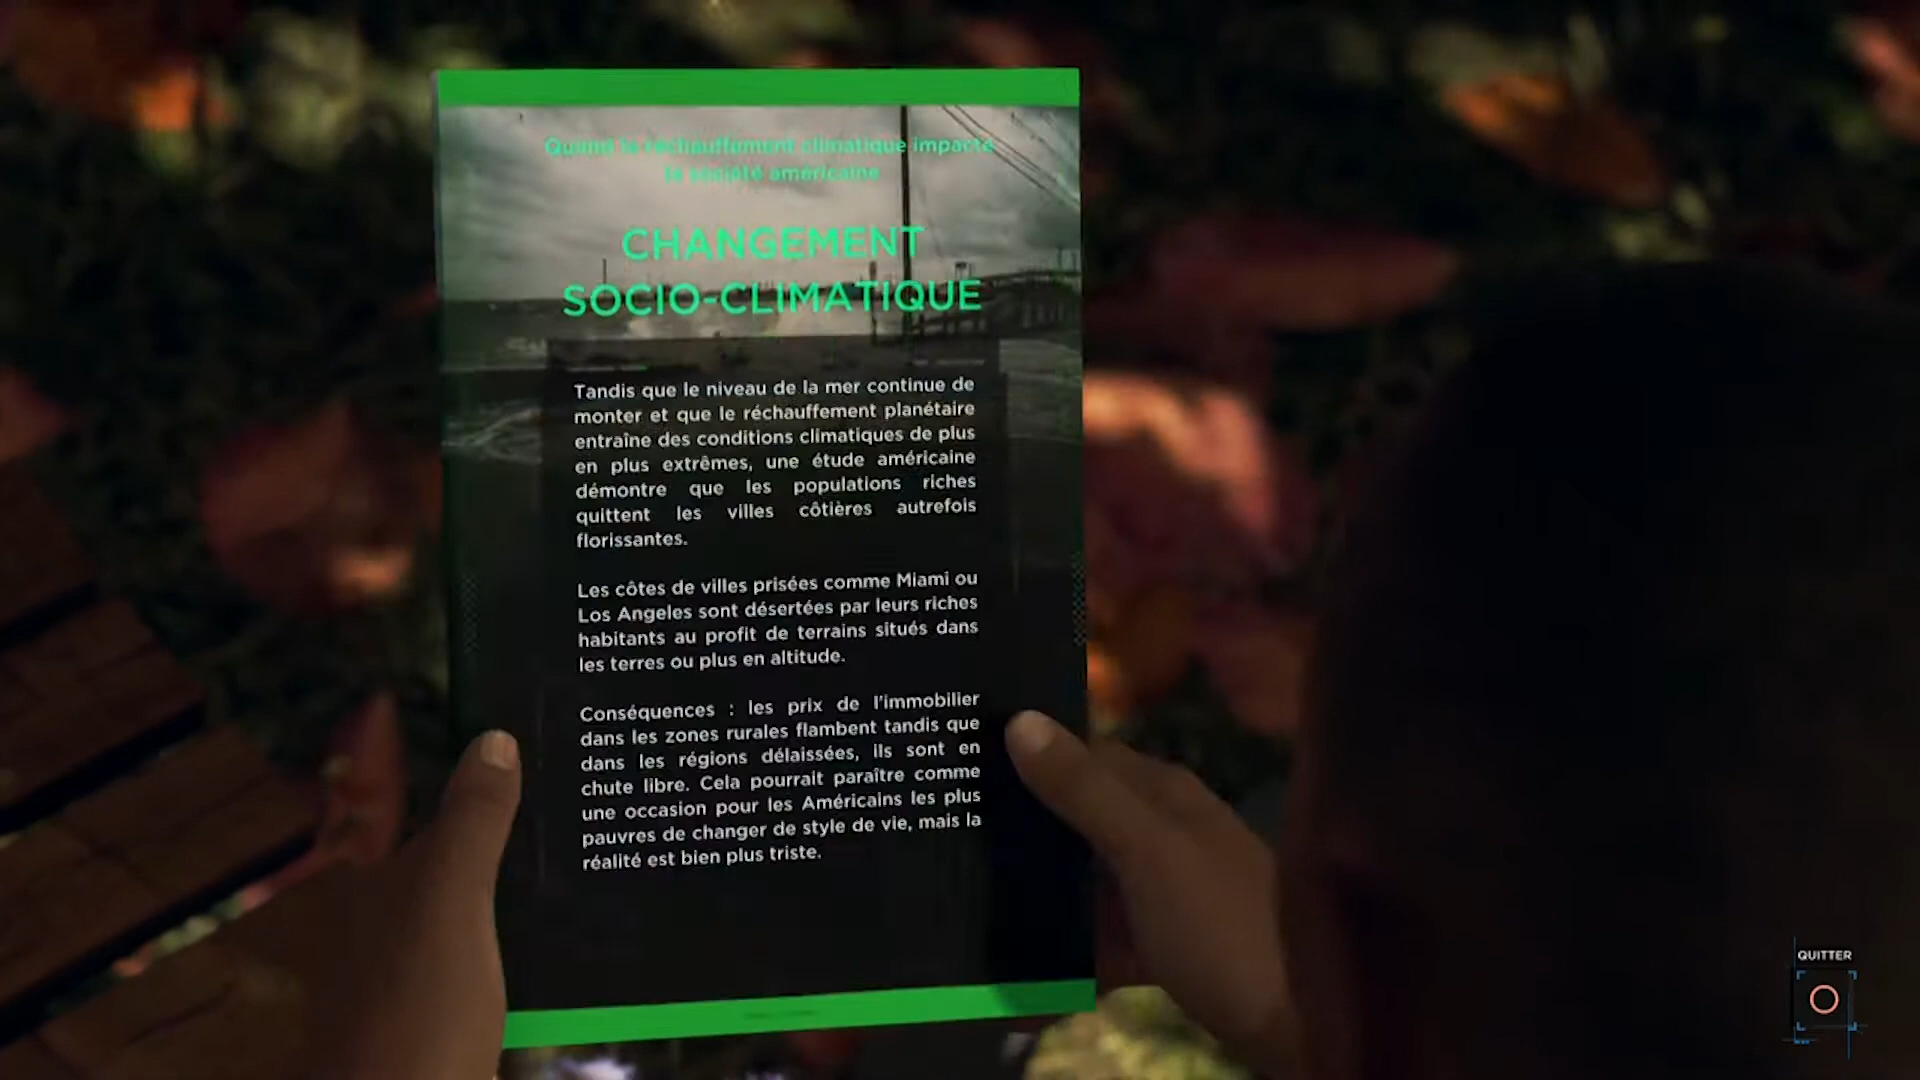 Quand le réchauffement climatique impacte
la société américaine
CHANGEMENT
SOCIO-CLIMATIQUE
Tandis que le niveau de la mer continue de
monter et que le réchauffement planétaire
entraîne des conditions climatiques de plus
en plus extrêmes, une étude américaine
démontre que les populations riches
quittent les villes côtières autrefois
florissantes.
Les côtes de villes prisées comme Miami ou
Los Angeles sont désertées par leurs riches
habitants au profit de terrains situés dans
les terres ou plus en altitude.
Conséquences : les prix de l'immobilier
dans les zones rurales flambent tandis que
dans les régions délaissées, ils sont en
chute libre. Cela pourrait paraître comme
une occasion pour les Américains les plus
pauvres de changer de style de vie, mais la
réalité est bien plus triste.
QUITTER